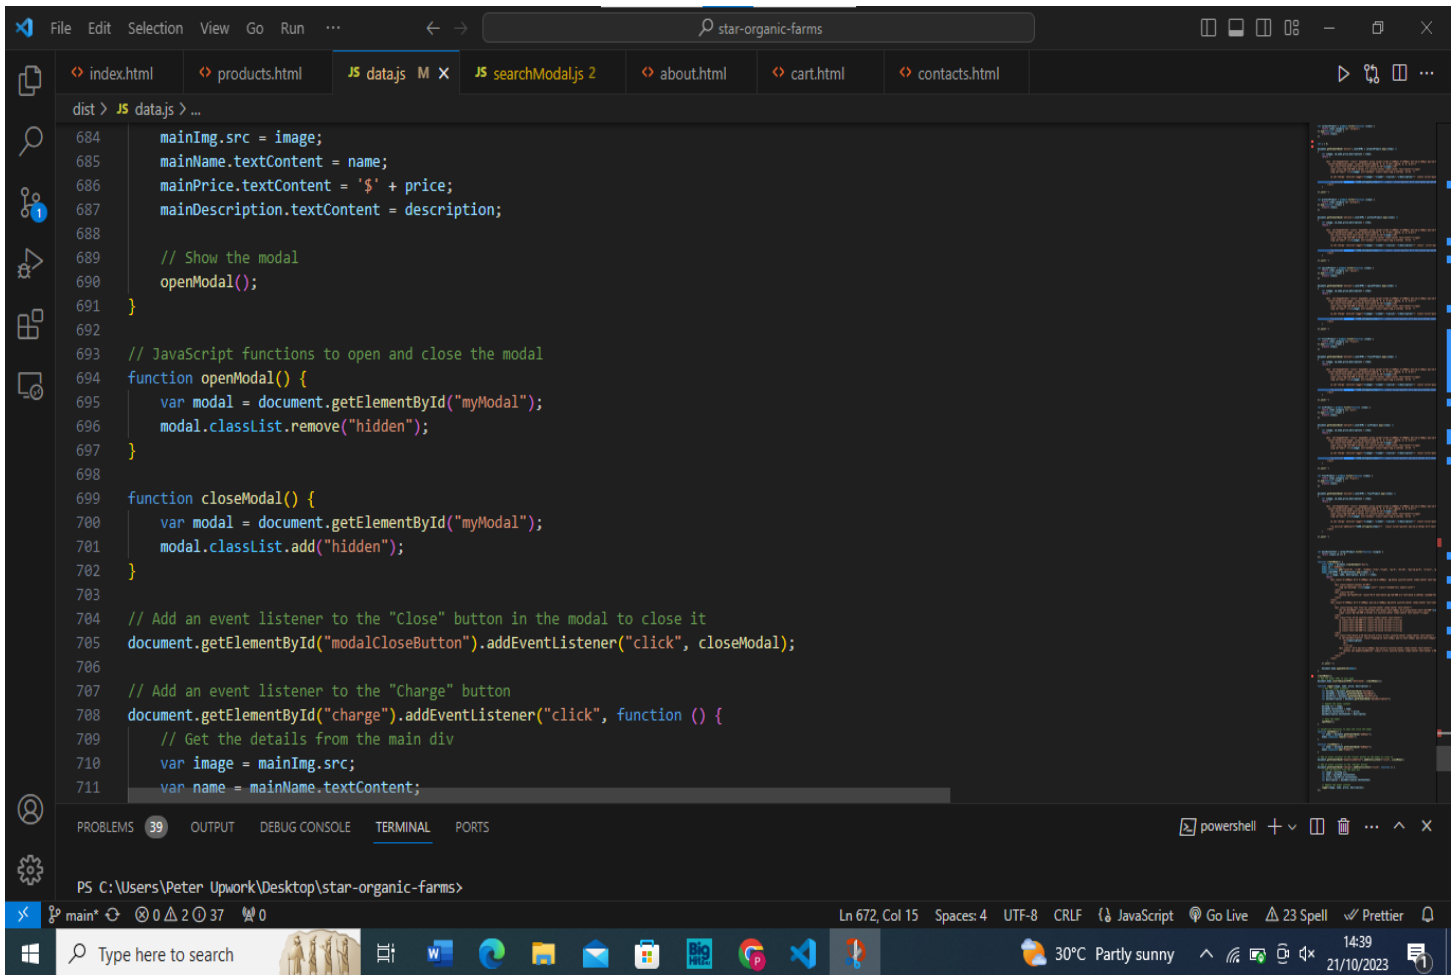 File Edit Selection View Go Run ··· ← → star-organic-farms
<> index.html <> products.html JS data.js M X JS searchModal.js 2 <> about.html <> cart.html <> contacts.html
dist > JS data.js > ...
684 mainImg.src = image;
685 mainName.textContent = name;
686 mainPrice.textContent = '$' + price;
687 mainDescription.textContent = description;
688
689 // Show the modal
690 openModal();
691 }
692
693 // JavaScript functions to open and close the modal
694 function openModal() {
695 var modal = document.getElementById("myModal");
696 modal.classList.remove("hidden");
697 }
698
699 function closeModal() {
700 var modal = document.getElementById("myModal");
701 modal.classList.add("hidden");
702 }
703
704 // Add an event listener to the "Close" button in the modal to close it
705 document.getElementById("modalCloseButton").addEventListener("click", closeModal);
706
707 // Add an event listener to the "Charge" button
708 document.getElementById("charge").addEventListener("click", function () {
709 // Get the details from the main div
710 var image = mainImg.src;
711 var name = mainName.textContent;
1
PROBLEMS 39 OUTPUT DEBUG CONSOLE TERMINAL PORTS powershell
PS C:\Users\Peter Upwork\Desktop\star-organic-farms>
main* 0 2 37 0 Ln 672, Col 15 Spaces: 4 UTF-8 CRLF JavaScript Go Live 23 Spell Prettier
Type here to search 30°C Partly sunny 14:39
21/10/2023 1